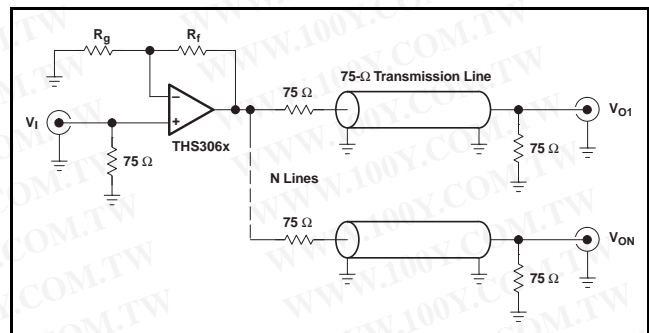 Rg
Rf
75-Ω Transmission Line
75 Ω
VI
−
+
THS306x
75 Ω
VO1
75 Ω
N Lines
75 Ω
VON
75 Ω
WWW.100Y.COM.TW